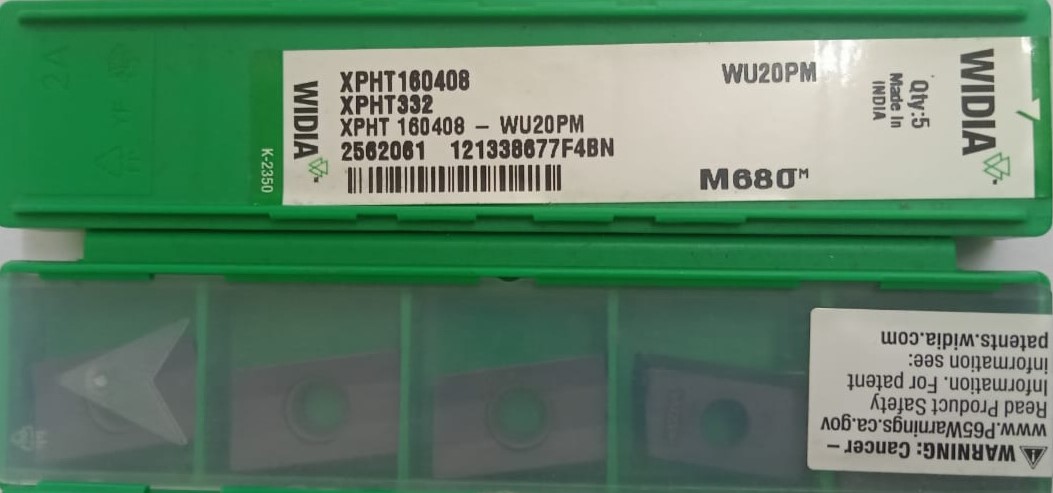 WIDIA
XPHT160408
XPHT332
XPHT 160408 - WU20PM
2562061 121338677F4BN
WU20PM
M680™
Qty:5
Made in
INDIA
WIDIA
K-2350
⚠ WARNING: Cancer –
www.P65Warnings.ca.gov
Read Product Safety
Information. For patent
information see:
patents.widia.com